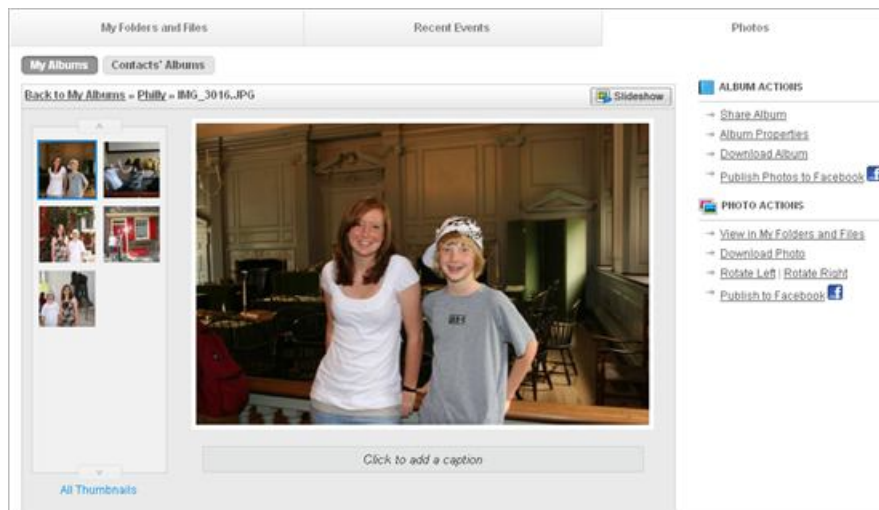 My Folders and Files
Recent Events
Photos
My Albums
Contacts' Albums
Back to My Albums » Philly » IMG_3016.JPG
Slideshow
All Thumbnails
Click to add a caption
ALBUM ACTIONS
Share Album
Album Properties
Download Album
Publish Photos to Facebook
PHOTO ACTIONS
View in My Folders and Files
Download Photo
Rotate Left | Rotate Right
Publish to Facebook